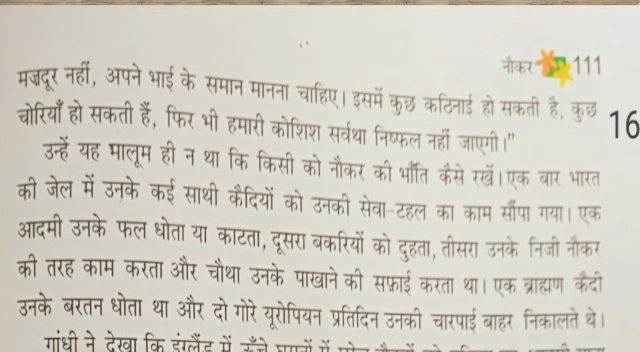 नौकर 111
मज़दूर नहीं, अपने भाई के समान मानना चाहिए। इसमें कुछ कठिनाई हो सकती है, कुछ
चोरियाँ हो सकती हैं, फिर भी हमारी कोशिश सर्वथा निष्फल नहीं जाएगी।"
16
उन्हें यह मालूम ही न था कि किसी को नौकर की भाँति कैसे रखें। एक बार भारत
की जेल में उनके कई साथी कैदियों को उनकी सेवा-टहल का काम सौंपा गया। एक
आदमी उनके फल धोता या काटता, दूसरा बकरियों को दुहता, तीसरा उनके निजी नौकर
की तरह काम करता और चौथा उनके पाखाने की सफ़ाई करता था। एक ब्राह्मण कैदी
उनके बरतन धोता था और दो गोरे यूरोपियन प्रतिदिन उनकी चारपाई बाहर निकालते थे।
गांधी ने देखा कि इंग्लैंड में ऊँचे